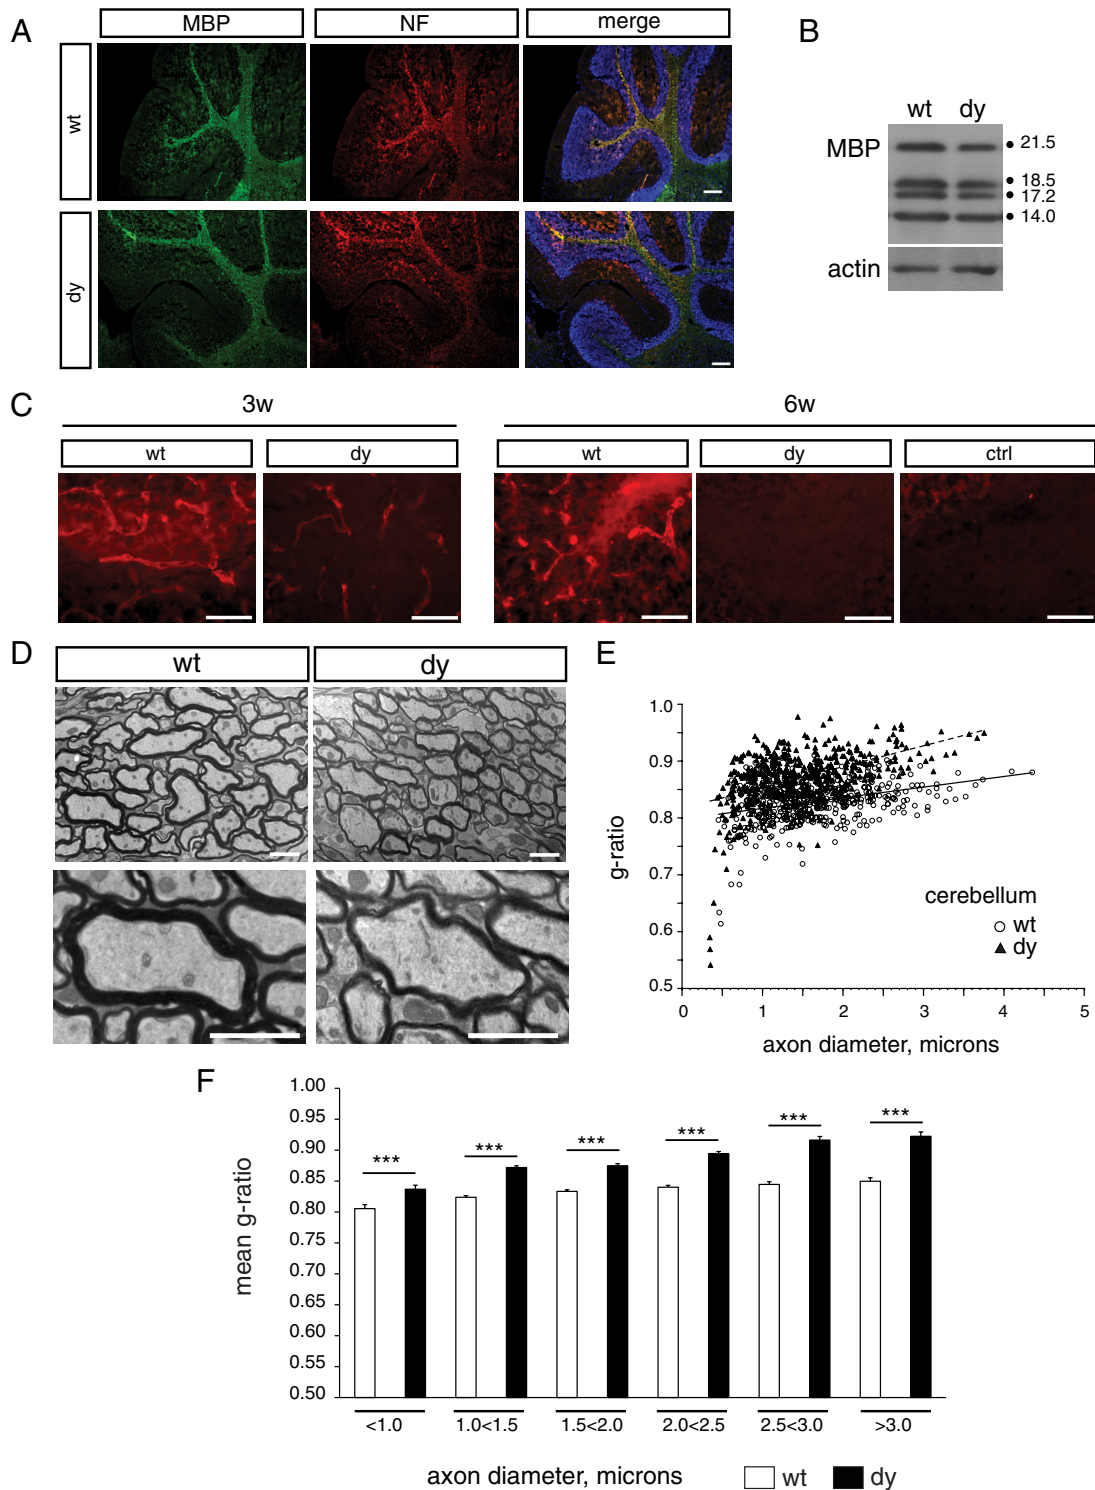 A
MBP NF merge
wt
dy
B
wt dy
MBP
21.5
18.5
17.2
14.0
actin
C
3w 6w
wt dy wt dy ctrl
D
wt dy
E
g-ratio
1.0
0.9
0.8
0.7
0.6
0.5
cerebellum
wt
dy
0 1 2 3 4 5
axon diameter, microns
F
mean g-ratio
1.00
0.95
0.90
0.85
0.80
0.75
0.70
0.65
0.60
0.55
0.50
*** *** *** *** *** ***
<1.0 1.0<1.5 1.5<2.0 2.0<2.5 2.5<3.0 >3.0
axon diameter, microns wt dy